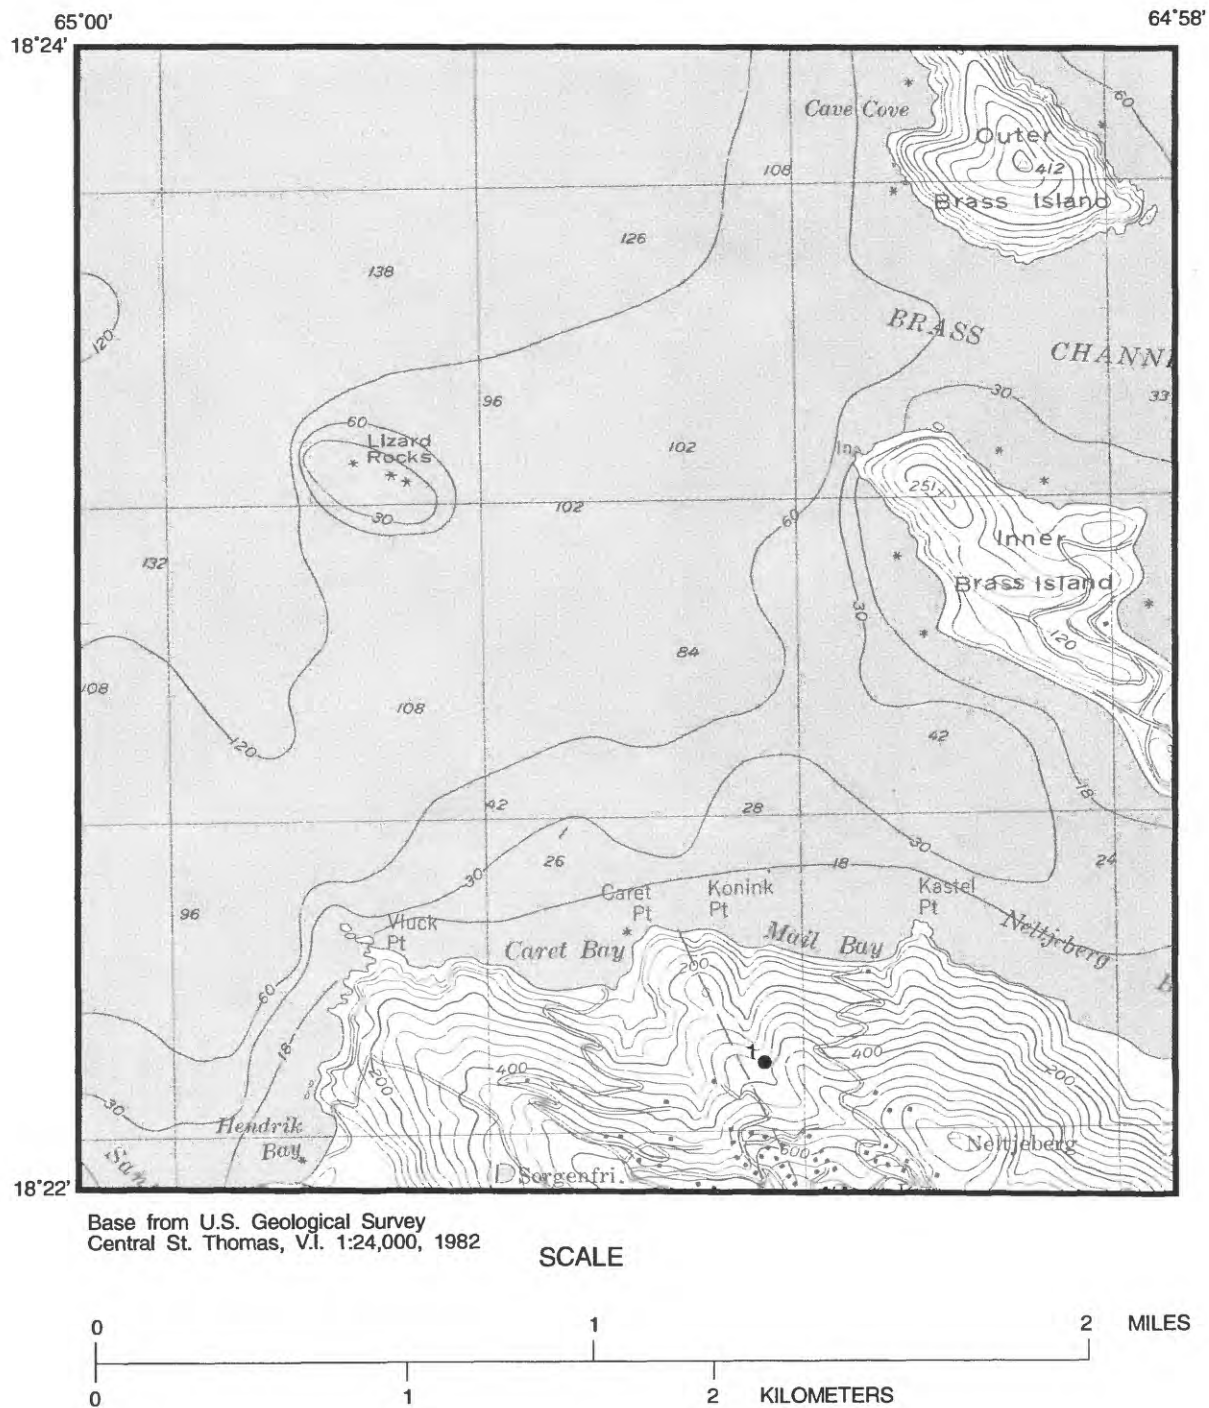 65°00'
64°58'
18°24'
60
Cave Cove
Outer
412
108
Brass Island
126
138
BRASS
120
CHANN
30
33
96
60
Lizard
Rocks
102
251
30
102
60
Inner
132
Brass Island
30
120
84
108
108
120
42
18
42
28
1
26
30
18
30
24
Caret
Pt
Konink
Pt
Kastel
Pt
96
Vluck
Pt
Neltjeberg
Caret Bay
Mail Bay
200
60
18
1
400
400
200
200
30
Hendrik
Bay
San
600
Neltjeberg
Sorgenfri
18°22'
Base from U.S. Geological Survey
Central St. Thomas, V.I. 1:24,000, 1982
SCALE
0 1 2 MILES
0 1 2 KILOMETERS